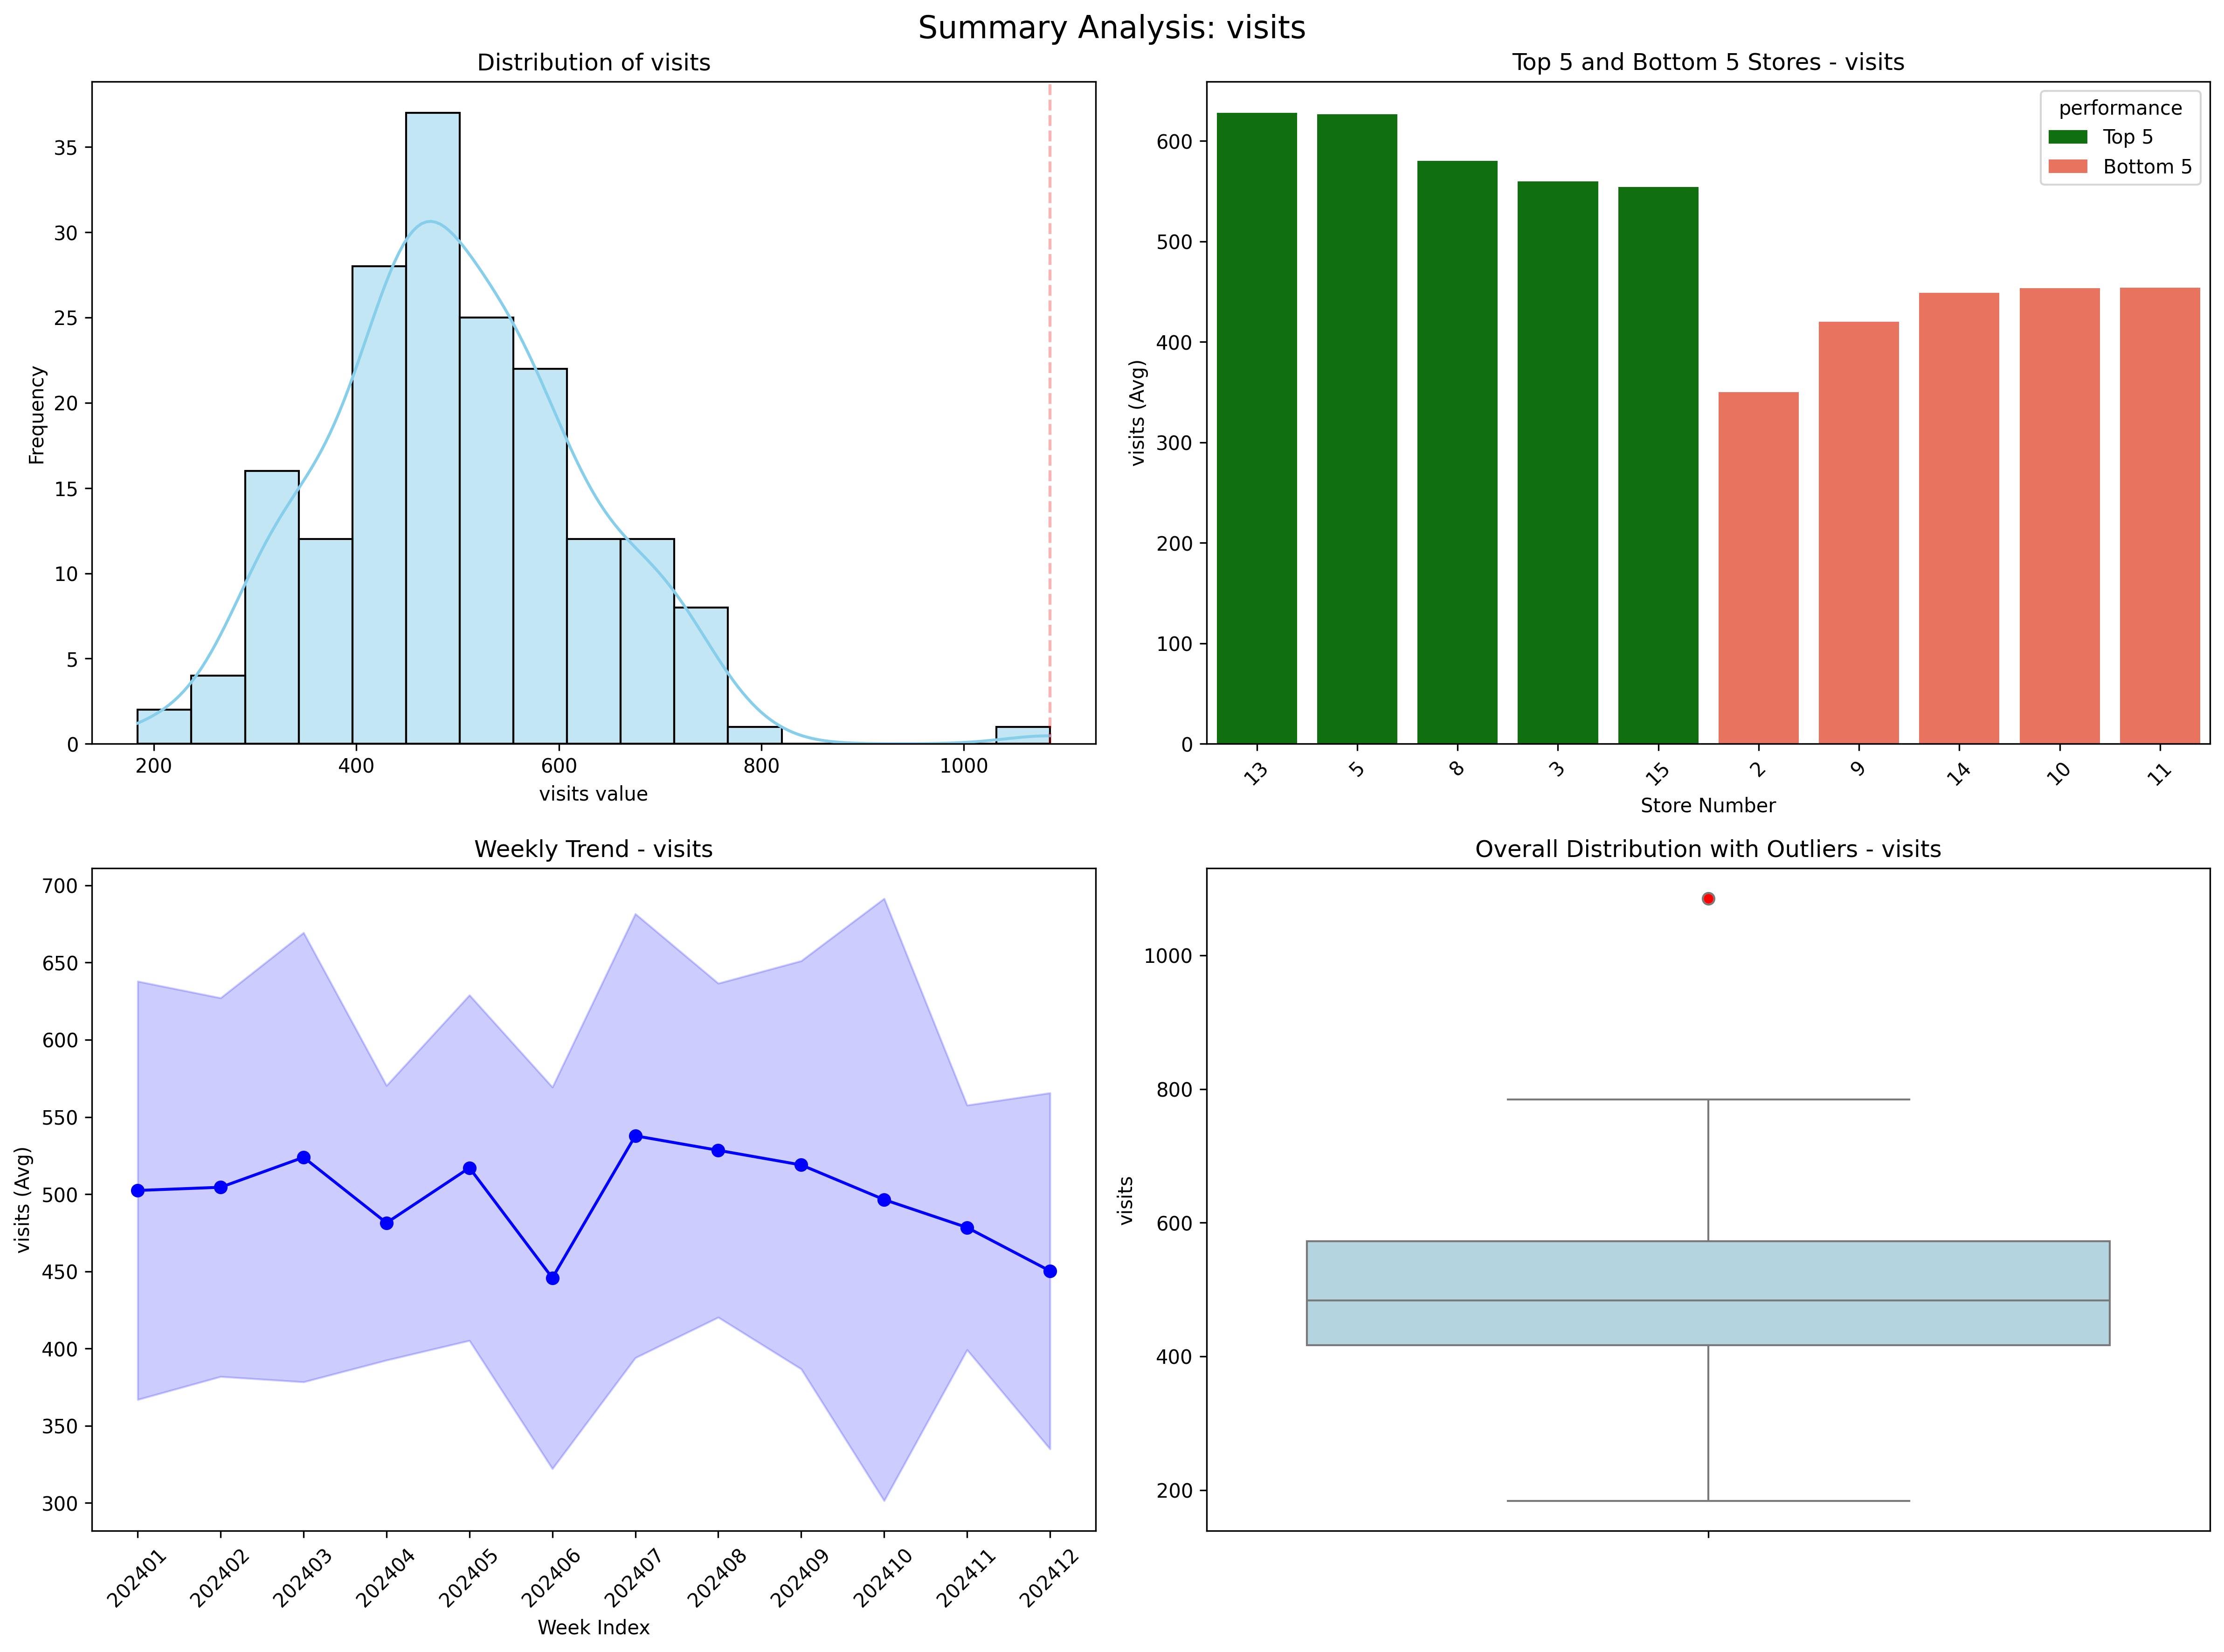 Summary Analysis: visits
Distribution of visits
Frequency
35
30
25
20
15
10
5
0
200 400 600 800 1000
visits value
Top 5 and Bottom 5 Stores - visits
performance
Top 5
Bottom 5
visits (Avg)
600
500
400
300
200
100
0
13 5 8 3 15 2 9 14 10 11
Store Number
Weekly Trend - visits
visits (Avg)
700
650
600
550
500
450
400
350
300
202401 202402 202403 202404 202405 202406 202407 202408 202409 202410 202411 202412
Week Index
Overall Distribution with Outliers - visits
visits
1000
800
600
400
200